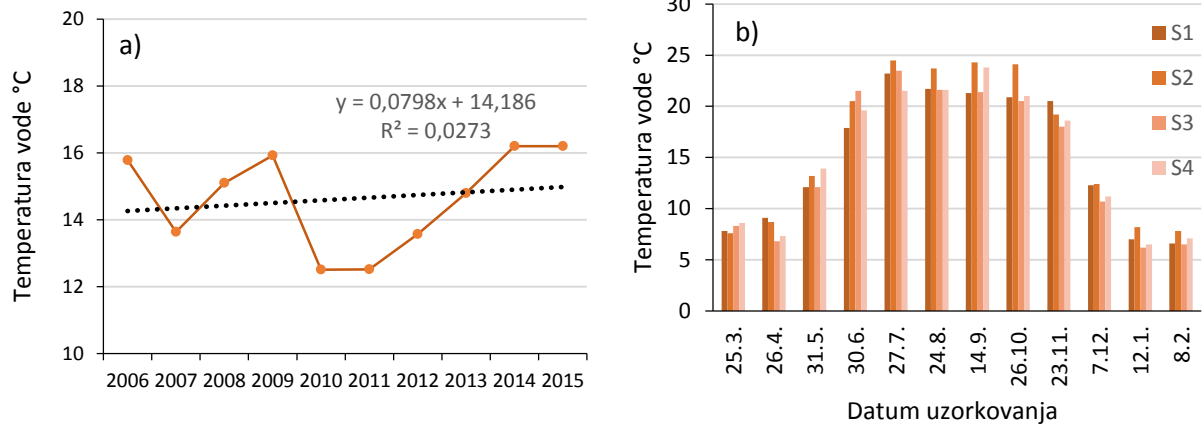 a)
y = 0,0798x + 14,186
R² = 0,0273
Temperatura vode °C
20
18
16
14
12
10
2006 2007 2008 2009 2010 2011 2012 2013 2014 2015
b)
Temperatura vode °C
30
25
20
15
10
5
0
S1
S2
S3
S4
25.3.
26.4.
31.5.
30.6.
27.7.
24.8.
14.9.
26.10.
23.11.
7.12.
12.1.
8.2.
Datum uzorkovanja